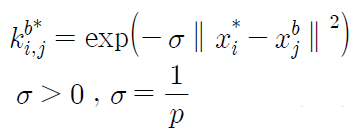 k_{i,j}^{b*} = exp(−σ ∥ x_i^* − x_j^b ∥^2)
σ > 0 , σ = 1/p